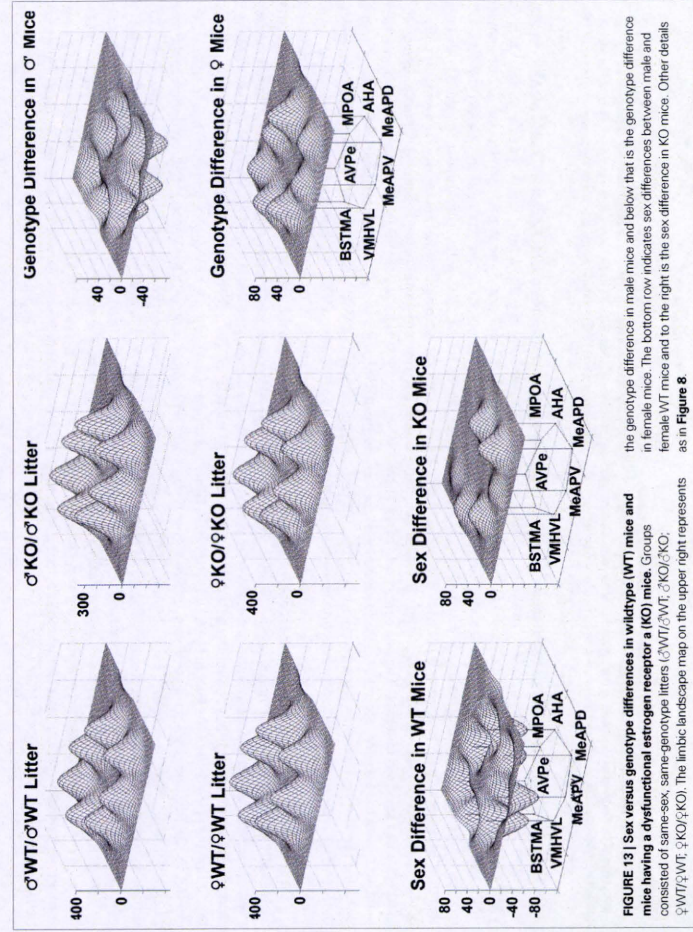 ♂WT/♂WT Litter
400
0
♂KO/♂KO Litter
300
0
Genotype Difference in ♂ Mice
40
0
-40
♀WT/♀WT Litter
400
0
♀KO/♀KO Litter
400
0
Genotype Difference in ♀ Mice
80
40
0
BSTMA
VMHVL
AVPe
MPOA
AHA
MeAPV
MeAPD
Sex Difference in WT Mice
80
40
0
-40
-80
BSTMA
VMHVL
AVPe
MPOA
AHA
MeAPV
MeAPD
Sex Difference in KO Mice
80
40
0
BSTMA
VMHVL
AVPe
MPOA
AHA
MeAPV
MeAPD
FIGURE 13 | Sex versus genotype differences in wildtype (WT) mice and
mice having a dysfunctional estrogen receptor a (KO) mice. Groups
consisted of same-sex, same-genotype litters (♂WT/♂WT; ♂KO/♂KO;
♀WT/♀WT; ♀KO/♀KO). The limbic landscape map on the upper right represents
the genotype difference in male mice and below that is the genotype difference
in female mice. The bottom row indicates sex differences between male and
female WT mice and to the right is the sex difference in KO mice. Other details
as in Figure 8.